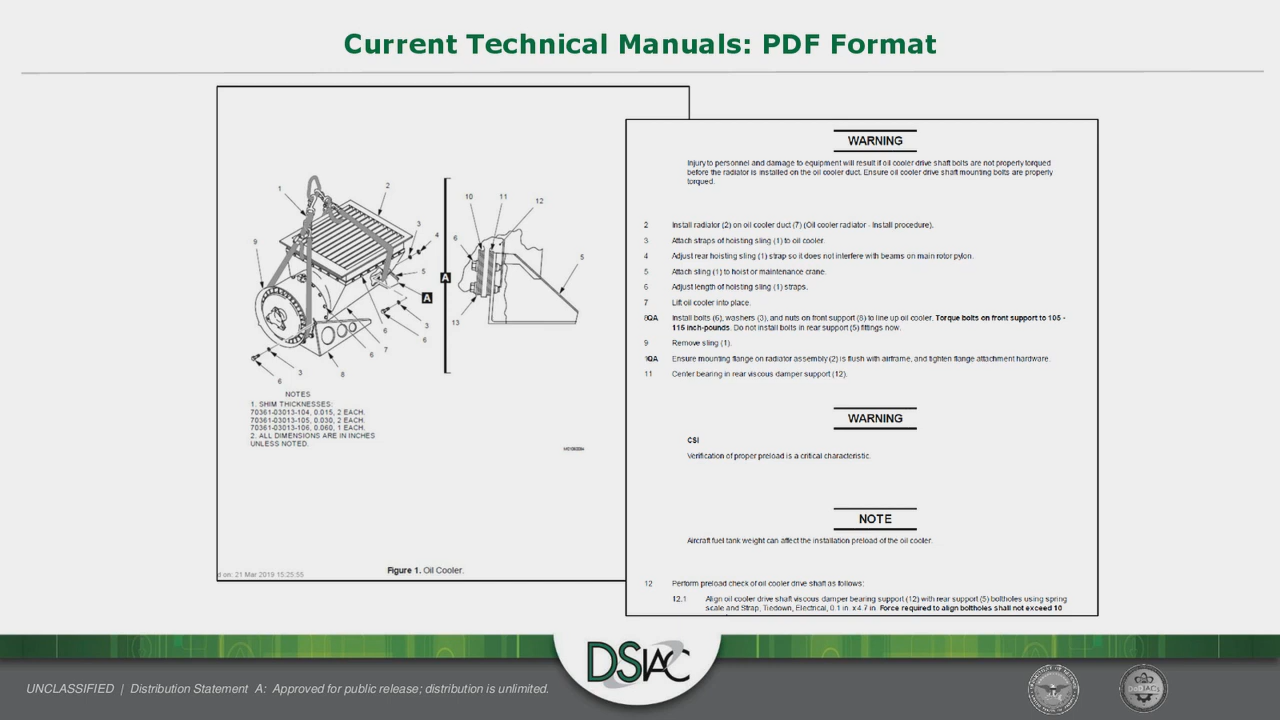 Current Technical Manuals: PDF Format
1
2
3
4
9
5
A
6
3
6
7
6
8
3
6
10
11
12
6
A
5
13
NOTES
1. SHIM THICKNESSES:
70361-03013-104, 0.015, 2 EACH.
70361-03013-105, 0.030, 2 EACH.
70361-03013-106, 0.060, 1 EACH.
2. ALL DIMENSIONS ARE IN INCHES
UNLESS NOTED.
Figure 1. Oil Cooler.
d on: 21 Mar 2019 15:25:55
WARNING
Injury to personnel and damage to equipment will result if oil cooler drive shaft bolts are not properly torqued
before the radiator is installed on the oil cooler duct. Ensure oil cooler drive shaft mounting bolts are properly
torqued.
2 Install radiator (2) on oil cooler duct (7) (Oil cooler radiator - Install procedure).
3 Attach straps of hoisting sling (1) to oil cooler.
4 Adjust rear hoisting sling (1) strap so it does not interfere with beams on main rotor pylon.
5 Attach sling (1) to hoist or maintenance crane.
6 Adjust length of hoisting sling (1) straps.
7 Lift oil cooler into place.
8QA Install bolts (6), washers (3), and nuts on front support (8) to line up oil cooler. Torque bolts on front support to 105 -
115 inch-pounds. Do not install bolts in rear support (5) fittings now.
9 Remove sling (1).
QA Ensure mounting flange on radiator assembly (2) is flush with airframe, and tighten flange attachment hardware.
11 Center bearing in rear viscous damper support (12).
WARNING
CSI
Verification of proper preload is a critical characteristic.
NOTE
Aircraft fuel tank weight can affect the installation preload of the oil cooler.
12 Perform preload check of oil cooler drive shaft as follows:
12.1 Align oil cooler drive shaft viscous damper bearing support (12) with rear support (5) boltholes using spring
scale and Strap, Tiedown, Electrical, 0.1 in. x 4.7 in. Force required to align boltholes shall not exceed 10
DSIAC
UNCLASSIFIED | Distribution Statement A: Approved for public release; distribution is unlimited.